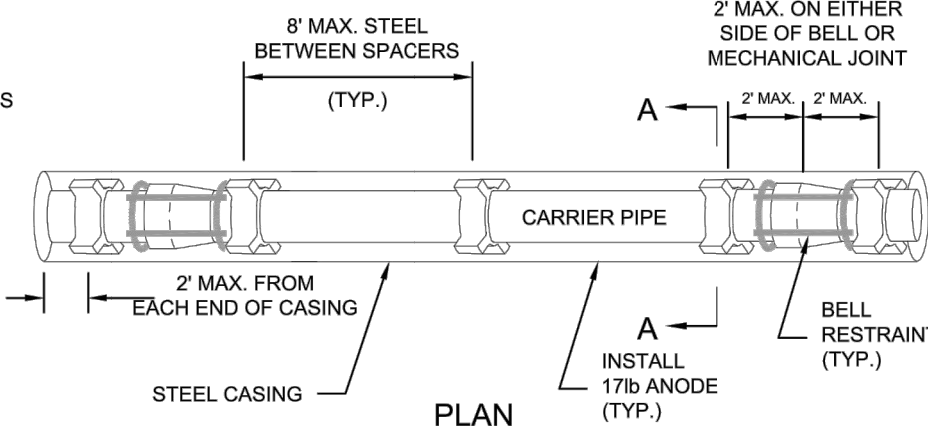 2' MAX. ON EITHER
SIDE OF BELL OR
MECHANICAL JOINT
8' MAX. STEEL
BETWEEN SPACERS
(TYP.)
S
A
2' MAX.
2' MAX.
CARRIER PIPE
2' MAX. FROM
EACH END OF CASING
A
BELL
RESTRAINT
(TYP.)
INSTALL
17lb ANODE
(TYP.)
STEEL CASING
PLAN